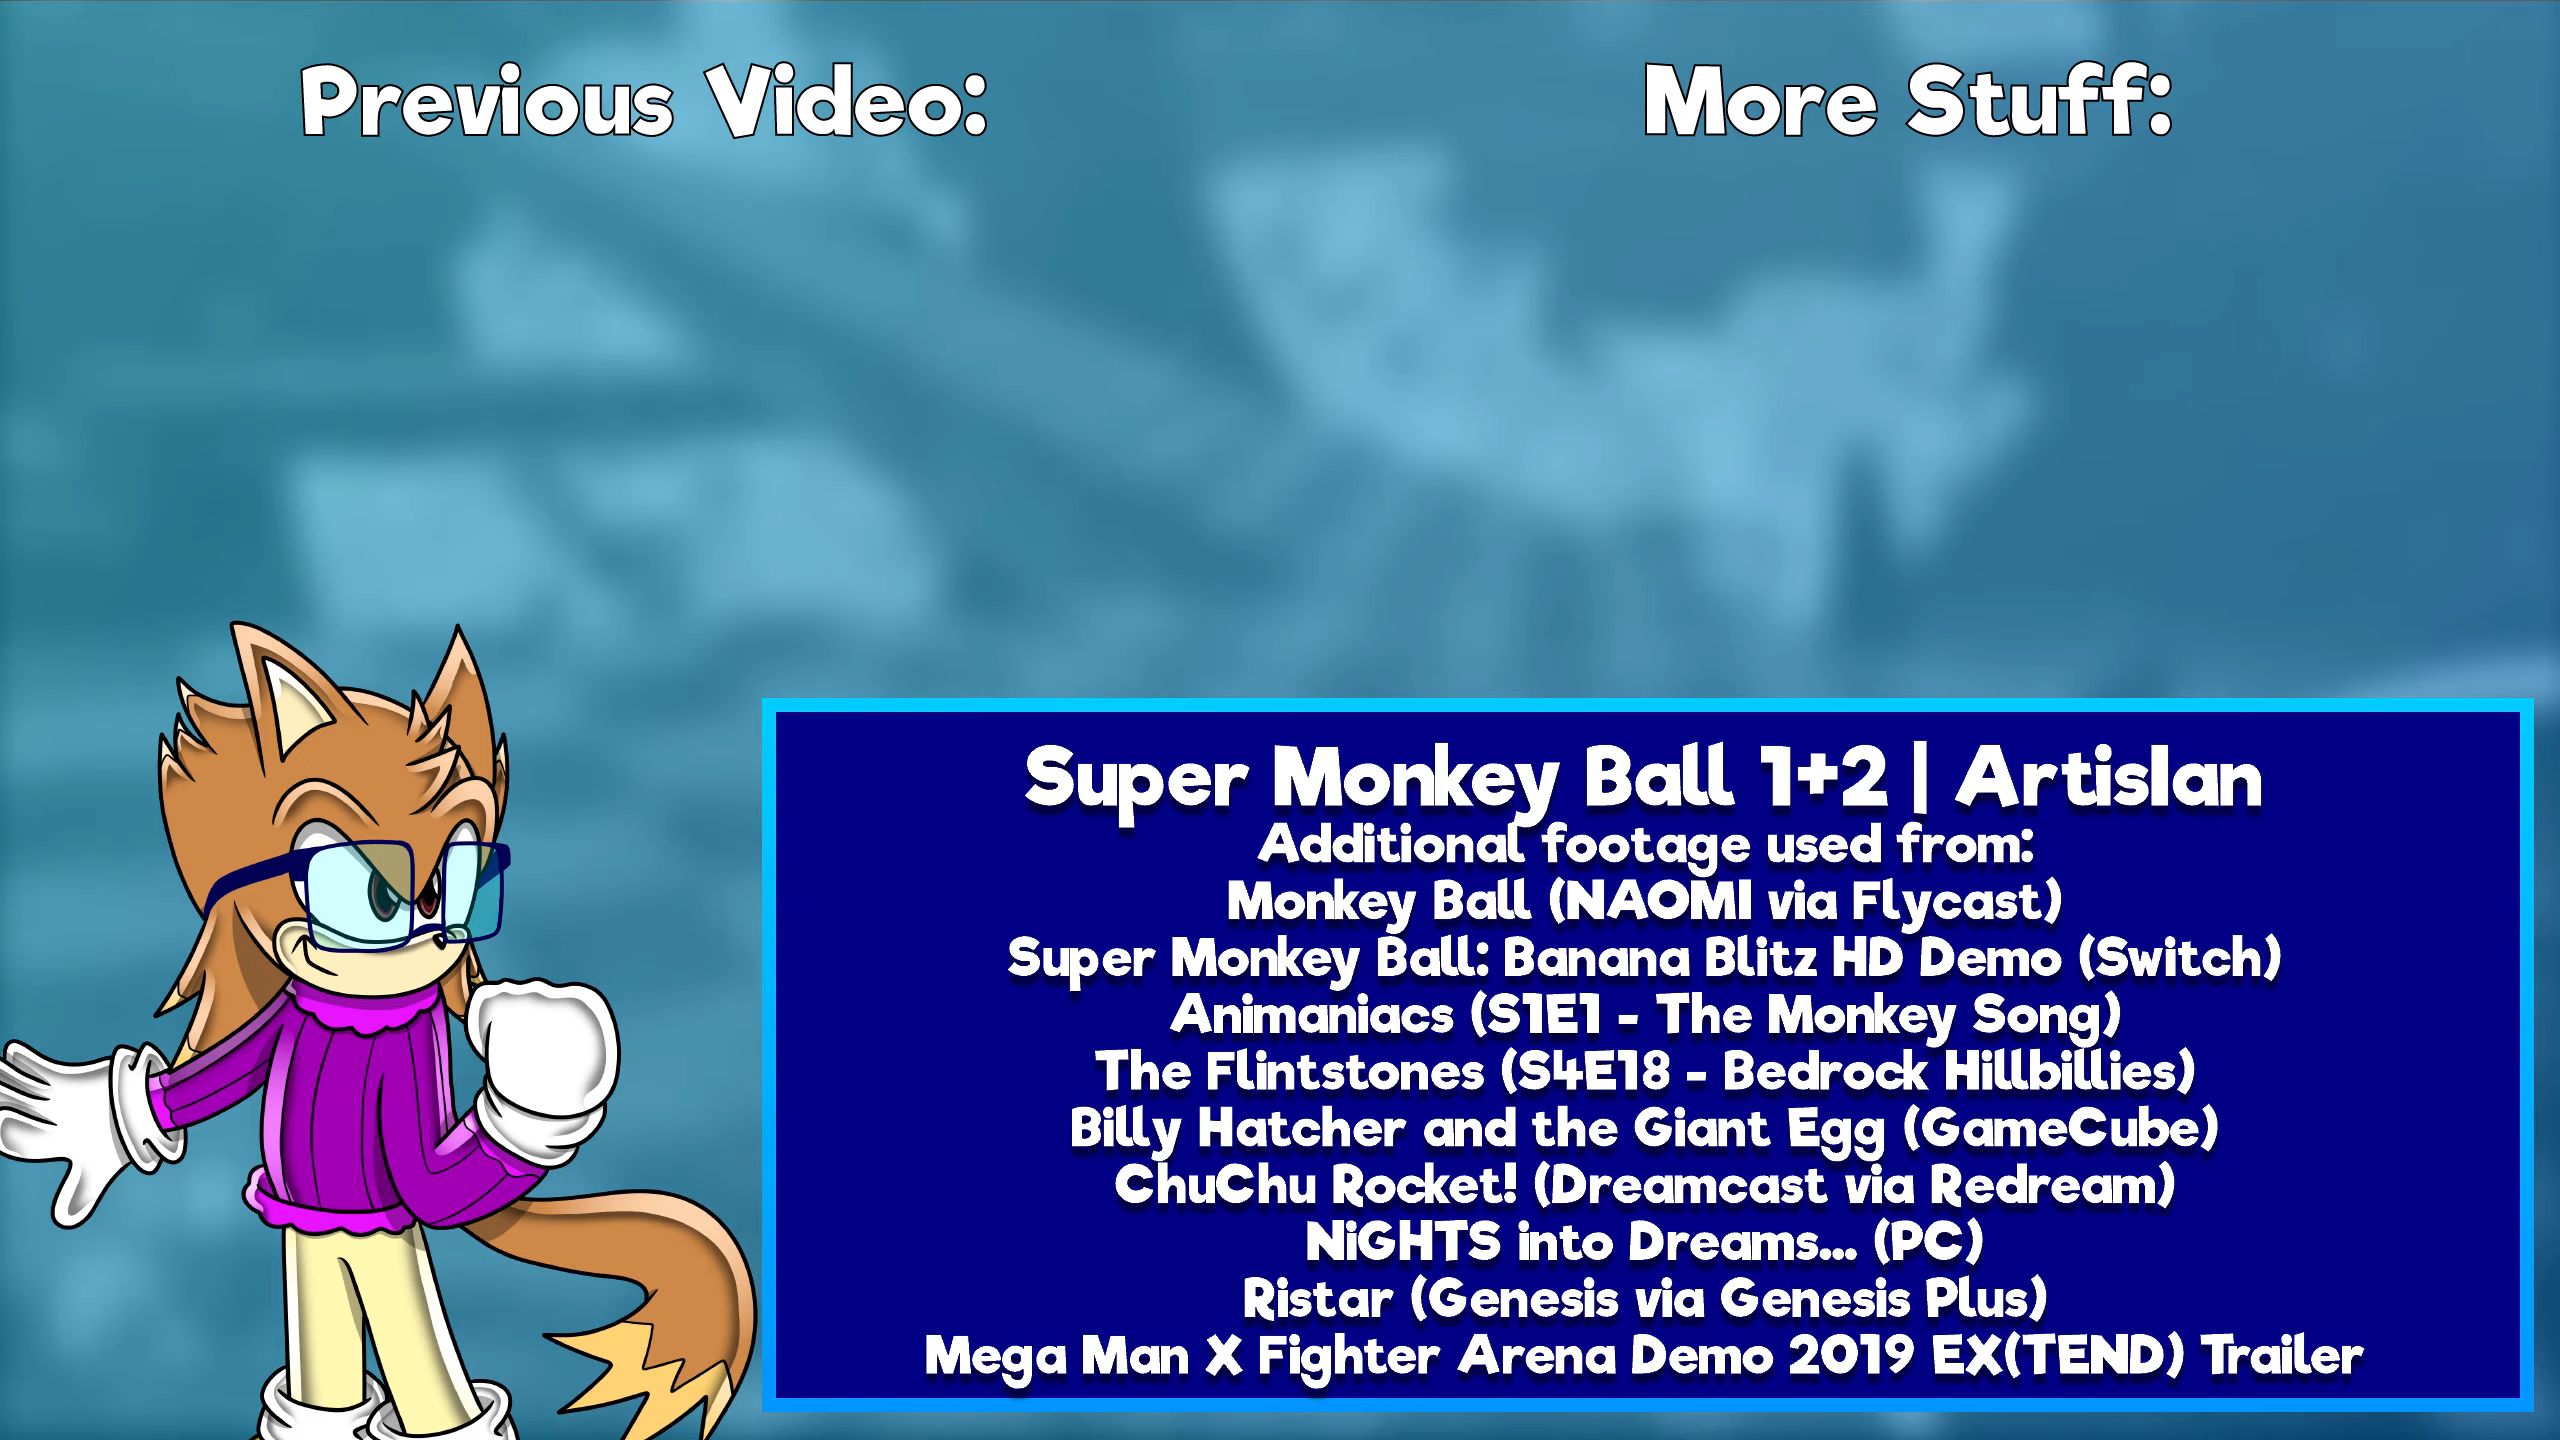 Previous Video:
More Stuff:
Super Monkey Ball 1+2 | ArtisIan
Additional footage used from:
Monkey Ball (NAOMI via Flycast)
Super Monkey Ball: Banana Blitz HD Demo (Switch)
Animaniacs (S1E1 - The Monkey Song)
The Flintstones (S4E18 - Bedrock Hillbillies)
Billy Hatcher and the Giant Egg (GameCube)
ChuChu Rocket! (Dreamcast via Redream)
NiGHTS into Dreams... (PC)
Ristar (Genesis via Genesis Plus)
Mega Man X Fighter Arena Demo 2019 EX(TEND) Trailer